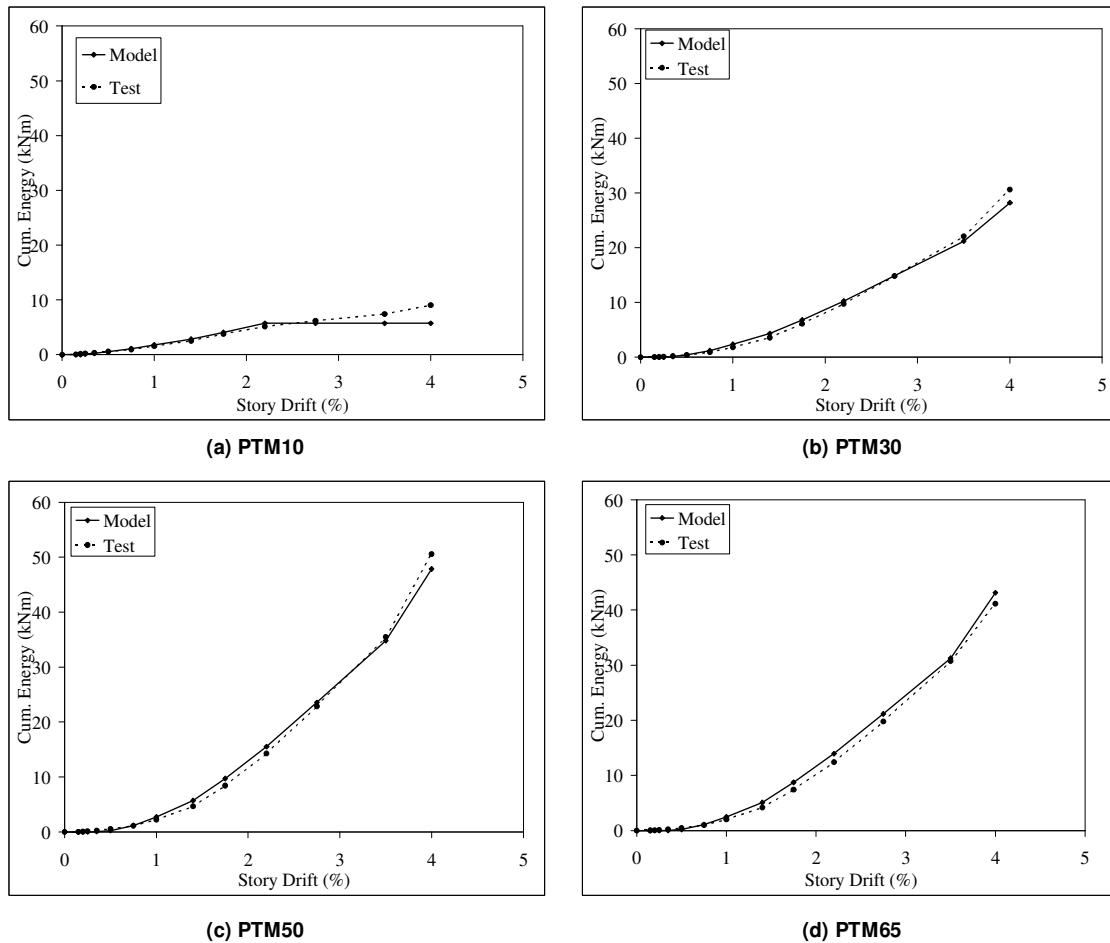 60
50
40
30
20
10
0
Cum. Energy (kNm)
Model
Test
0 1 2 3 4 5
Story Drift (%)
(a) PTM10
60
50
40
30
20
10
0
Cum. Energy (kNm)
Model
Test
0 1 2 3 4 5
Story Drift (%)
(b) PTM30
60
50
40
30
20
10
0
Cum. Energy (kNm)
Model
Test
0 1 2 3 4 5
Story Drift (%)
(c) PTM50
60
50
40
30
20
10
0
Cum. Energy (kNm)
Model
Test
0 1 2 3 4 5
Story Drift (%)
(d) PTM65